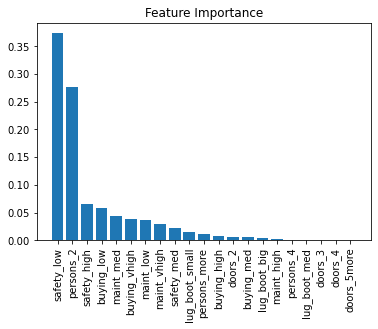 Feature Importance
0.35
0.30
0.25
0.20
0.15
0.10
0.05
0.00
safety_low
persons_2
safety_high
buying_low
maint_med
buying_vhigh
maint_low
maint_vhigh
safety_med
lug_boot_small
persons_more
buying_high
doors_2
buying_med
lug_boot_big
maint_high
persons_4
lug_boot_med
doors_3
doors_4
doors_5more